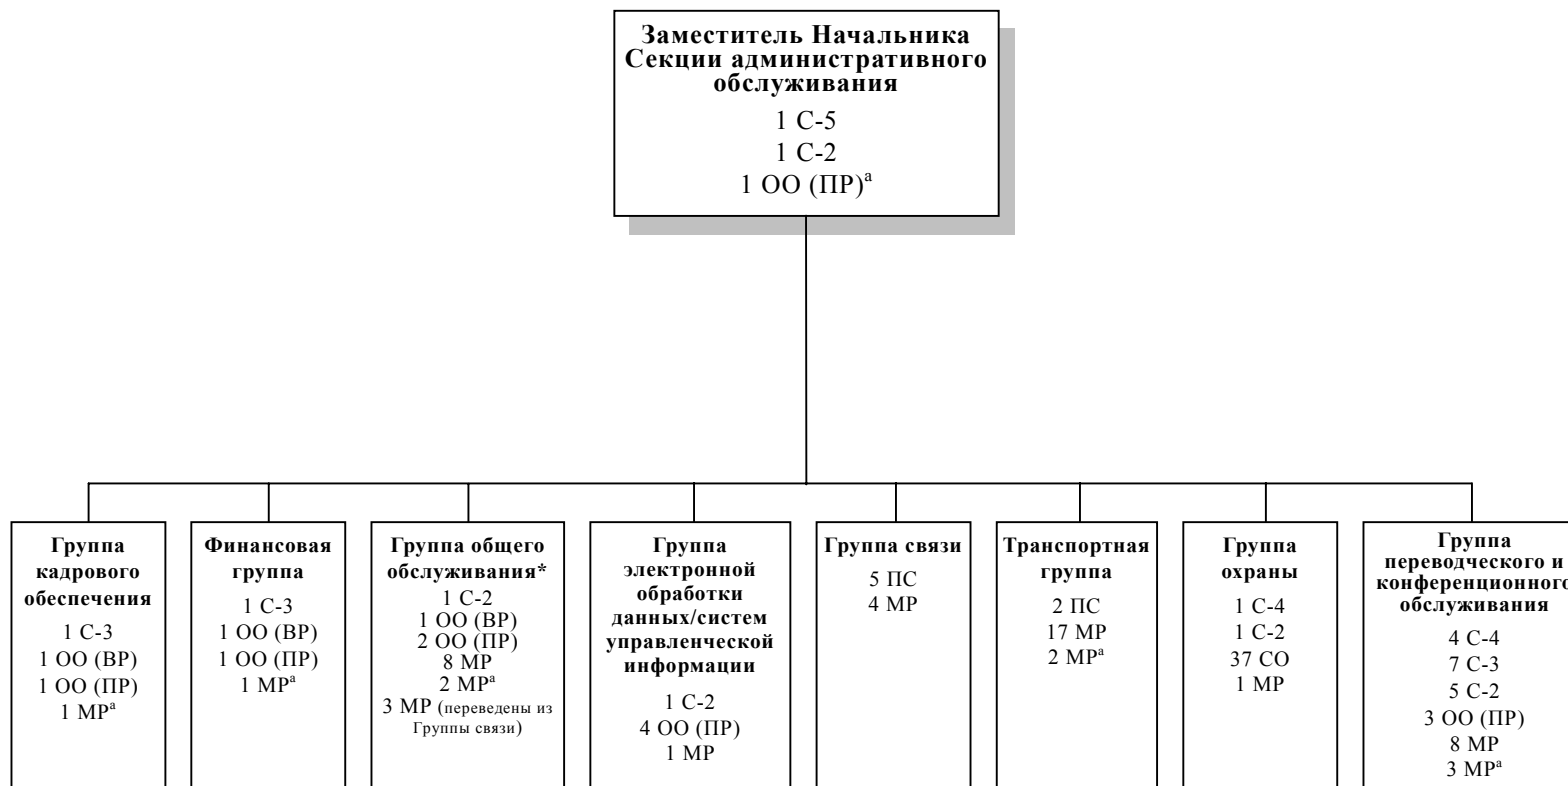 Заместитель Начальника
Секции административного
обслуживания
1 С-5
1 С-2
1 ОО (ПР)ᵃ
Группа
кадрового
обеспечения
1 С-3
1 ОО (ВР)
1 ОО (ПР)
1 МРᵃ
Финансовая
группа
1 С-3
1 ОО (ВР)
1 ОО (ПР)
1 МРᵃ
Группа общего
обслуживания*
1 С-2
1 ОО (ВР)
2 ОО (ПР)
8 МР
2 МРᵃ
3 МР (переведены из
Группы связи)
Группа
электронной
обработки
данных/систем
управленческой
информации
1 С-2
4 ОО (ПР)
1 МР
Группа связи
5 ПС
4 МР
Транспортная
группа
2 ПС
17 МР
2 МРᵃ
Группа
охраны
1 С-4
1 С-2
37 СО
1 МР
Группа
переводческого и
конференционного
обслуживания
4 С-4
7 С-3
5 С-2
3 ОО (ПР)
8 МР
3 МРᵃ